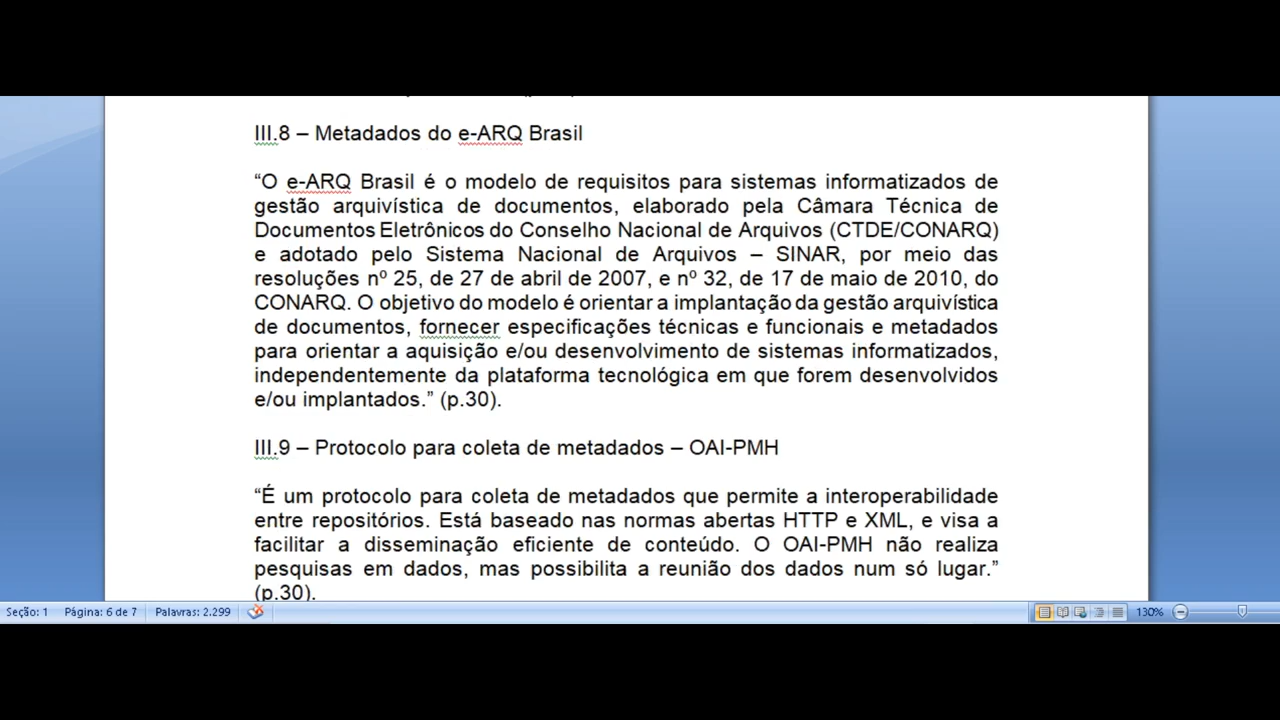 III.8 – Metadados do e-ARQ Brasil
“O e-ARQ Brasil é o modelo de requisitos para sistemas informatizados de
gestão arquivística de documentos, elaborado pela Câmara Técnica de
Documentos Eletrônicos do Conselho Nacional de Arquivos (CTDE/CONARQ)
e adotado pelo Sistema Nacional de Arquivos – SINAR, por meio das
resoluções nº 25, de 27 de abril de 2007, e nº 32, de 17 de maio de 2010, do
CONARQ. O objetivo do modelo é orientar a implantação da gestão arquivística
de documentos, fornecer especificações técnicas e funcionais e metadados
para orientar a aquisição e/ou desenvolvimento de sistemas informatizados,
independentemente da plataforma tecnológica em que forem desenvolvidos
e/ou implantados.” (p.30).
III.9 – Protocolo para coleta de metadados – OAI-PMH
“É um protocolo para coleta de metadados que permite a interoperabilidade
entre repositórios. Está baseado nas normas abertas HTTP e XML, e visa a
facilitar a disseminação eficiente de conteúdo. O OAI-PMH não realiza
pesquisas em dados, mas possibilita a reunião dos dados num só lugar.”
(p.30).
Seção: 1 Página: 6 de 7 Palavras: 2.299 130%